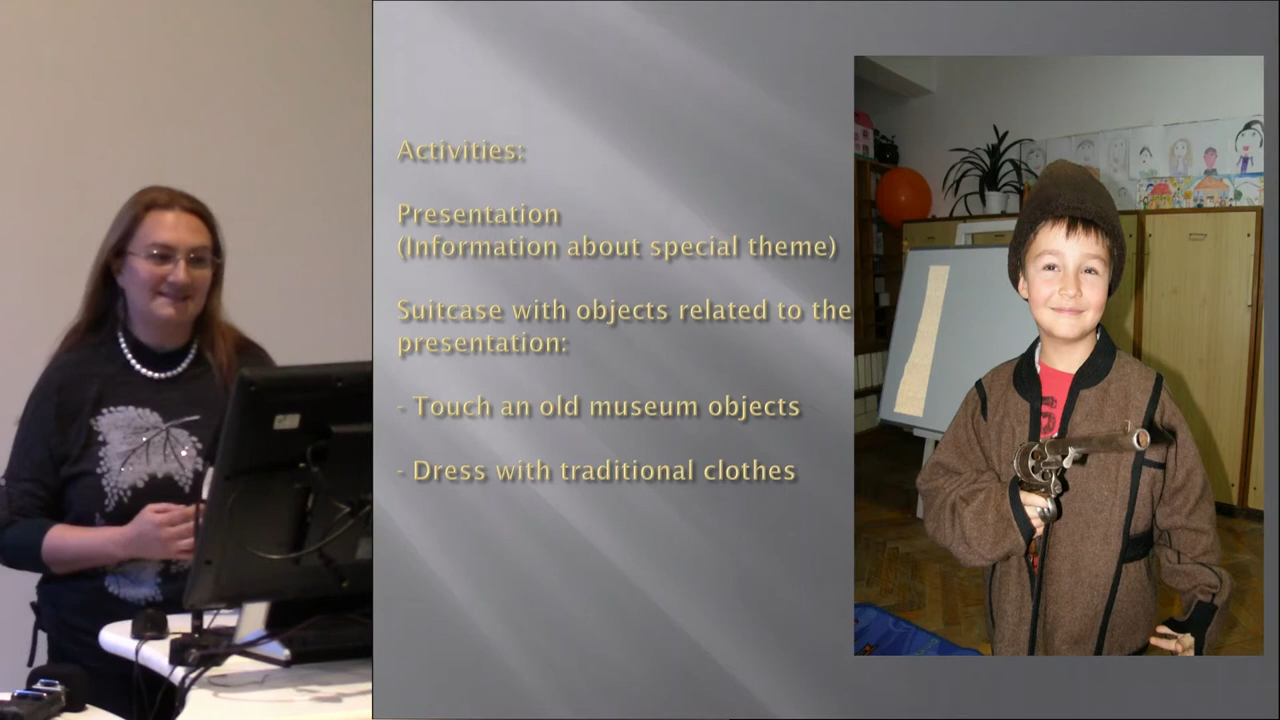 Activities:
Presentation
(Information about special theme)
Suitcase with objects related to the
presentation:
- Touch an old museum objects
- Dress with traditional clothes